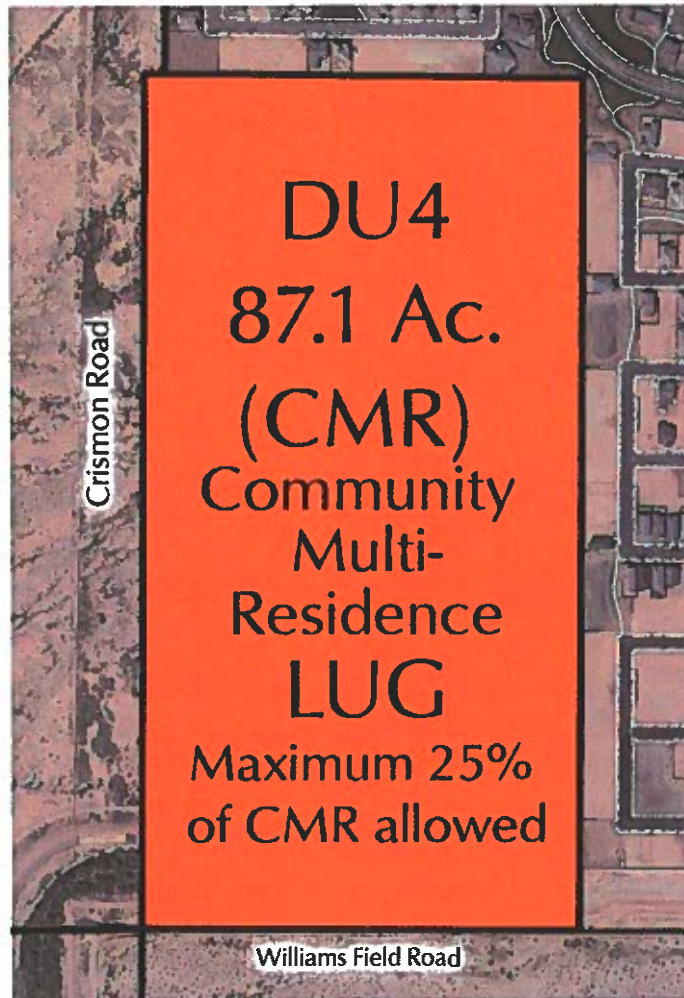 DU4
87.1 Ac.
(CMR)
Community
Multi-
Residence
LUG
Maximum 25%
of CMR allowed
Crismon Road
Williams Field Road